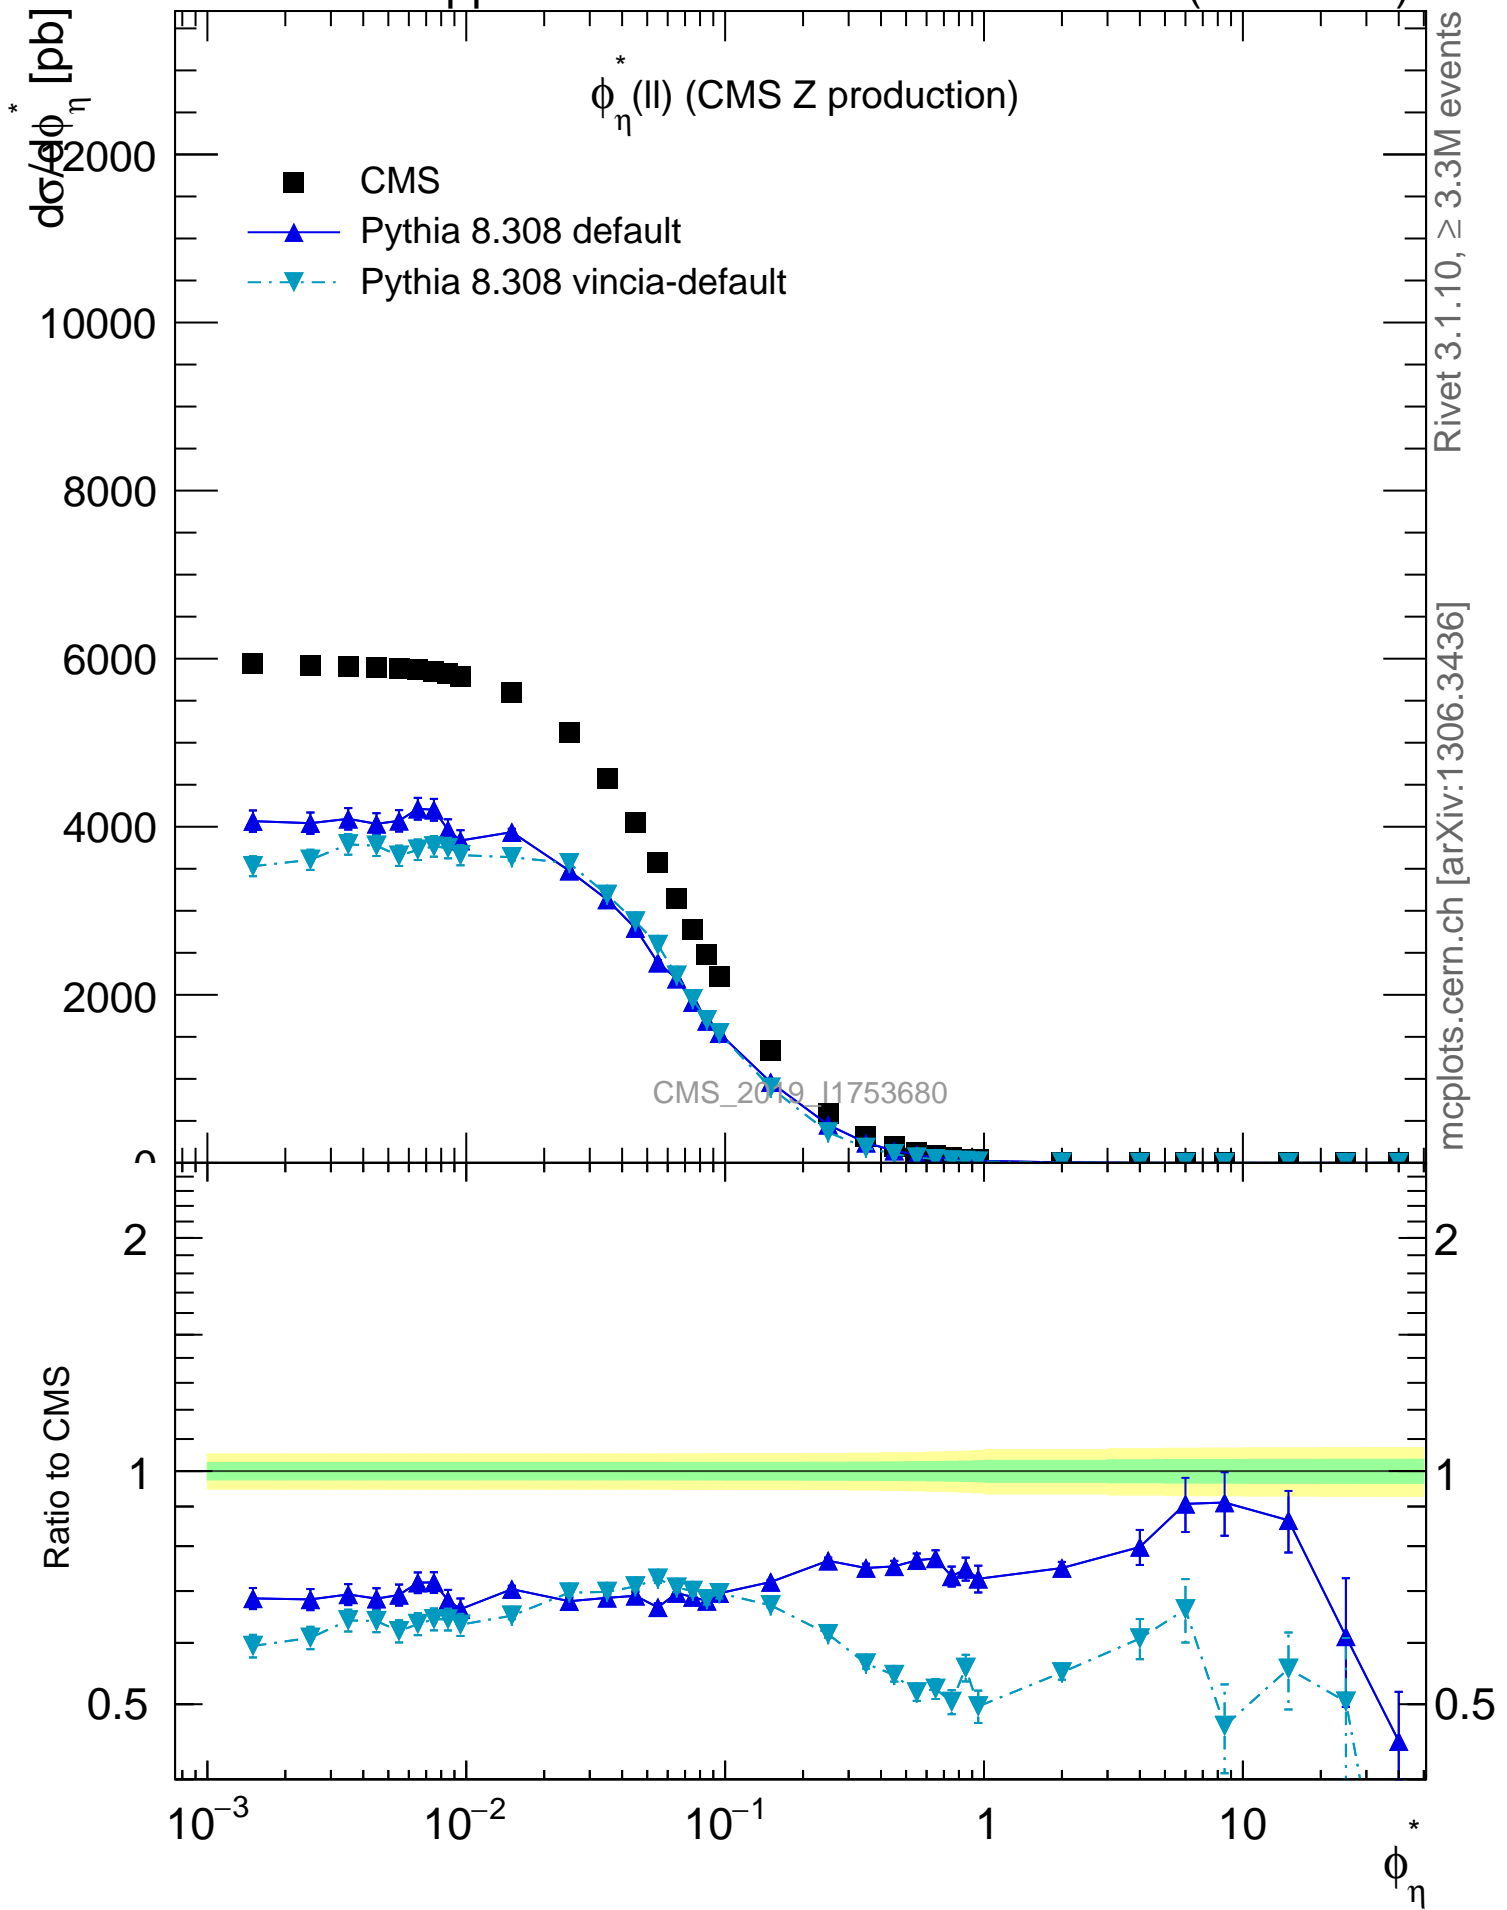 pp
dσ/dφ*η [pb]
φ*η(ll) (CMS Z production)
CMS
Pythia 8.308 default
Pythia 8.308 vincia-default
12000
10000
8000
6000
4000
2000
0
CMS_2019_I1753680
Rivet 3.1.10, ≥ 3.3M events
mcplots.cern.ch [arXiv:1306.3436]
Ratio to CMS
2
1
0.5
2
1
0.5
10⁻³ 10⁻² 10⁻¹ 1 10
φ*η